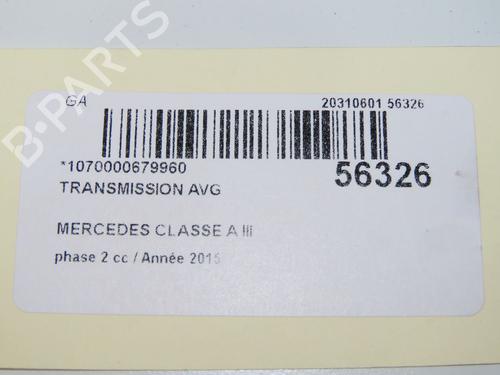 GA
20310601 56326
*1070000679960
56326
TRANSMISSION AVG
MERCEDES CLASSE A III
phase 2 cc / Année 2015
B-PARTS